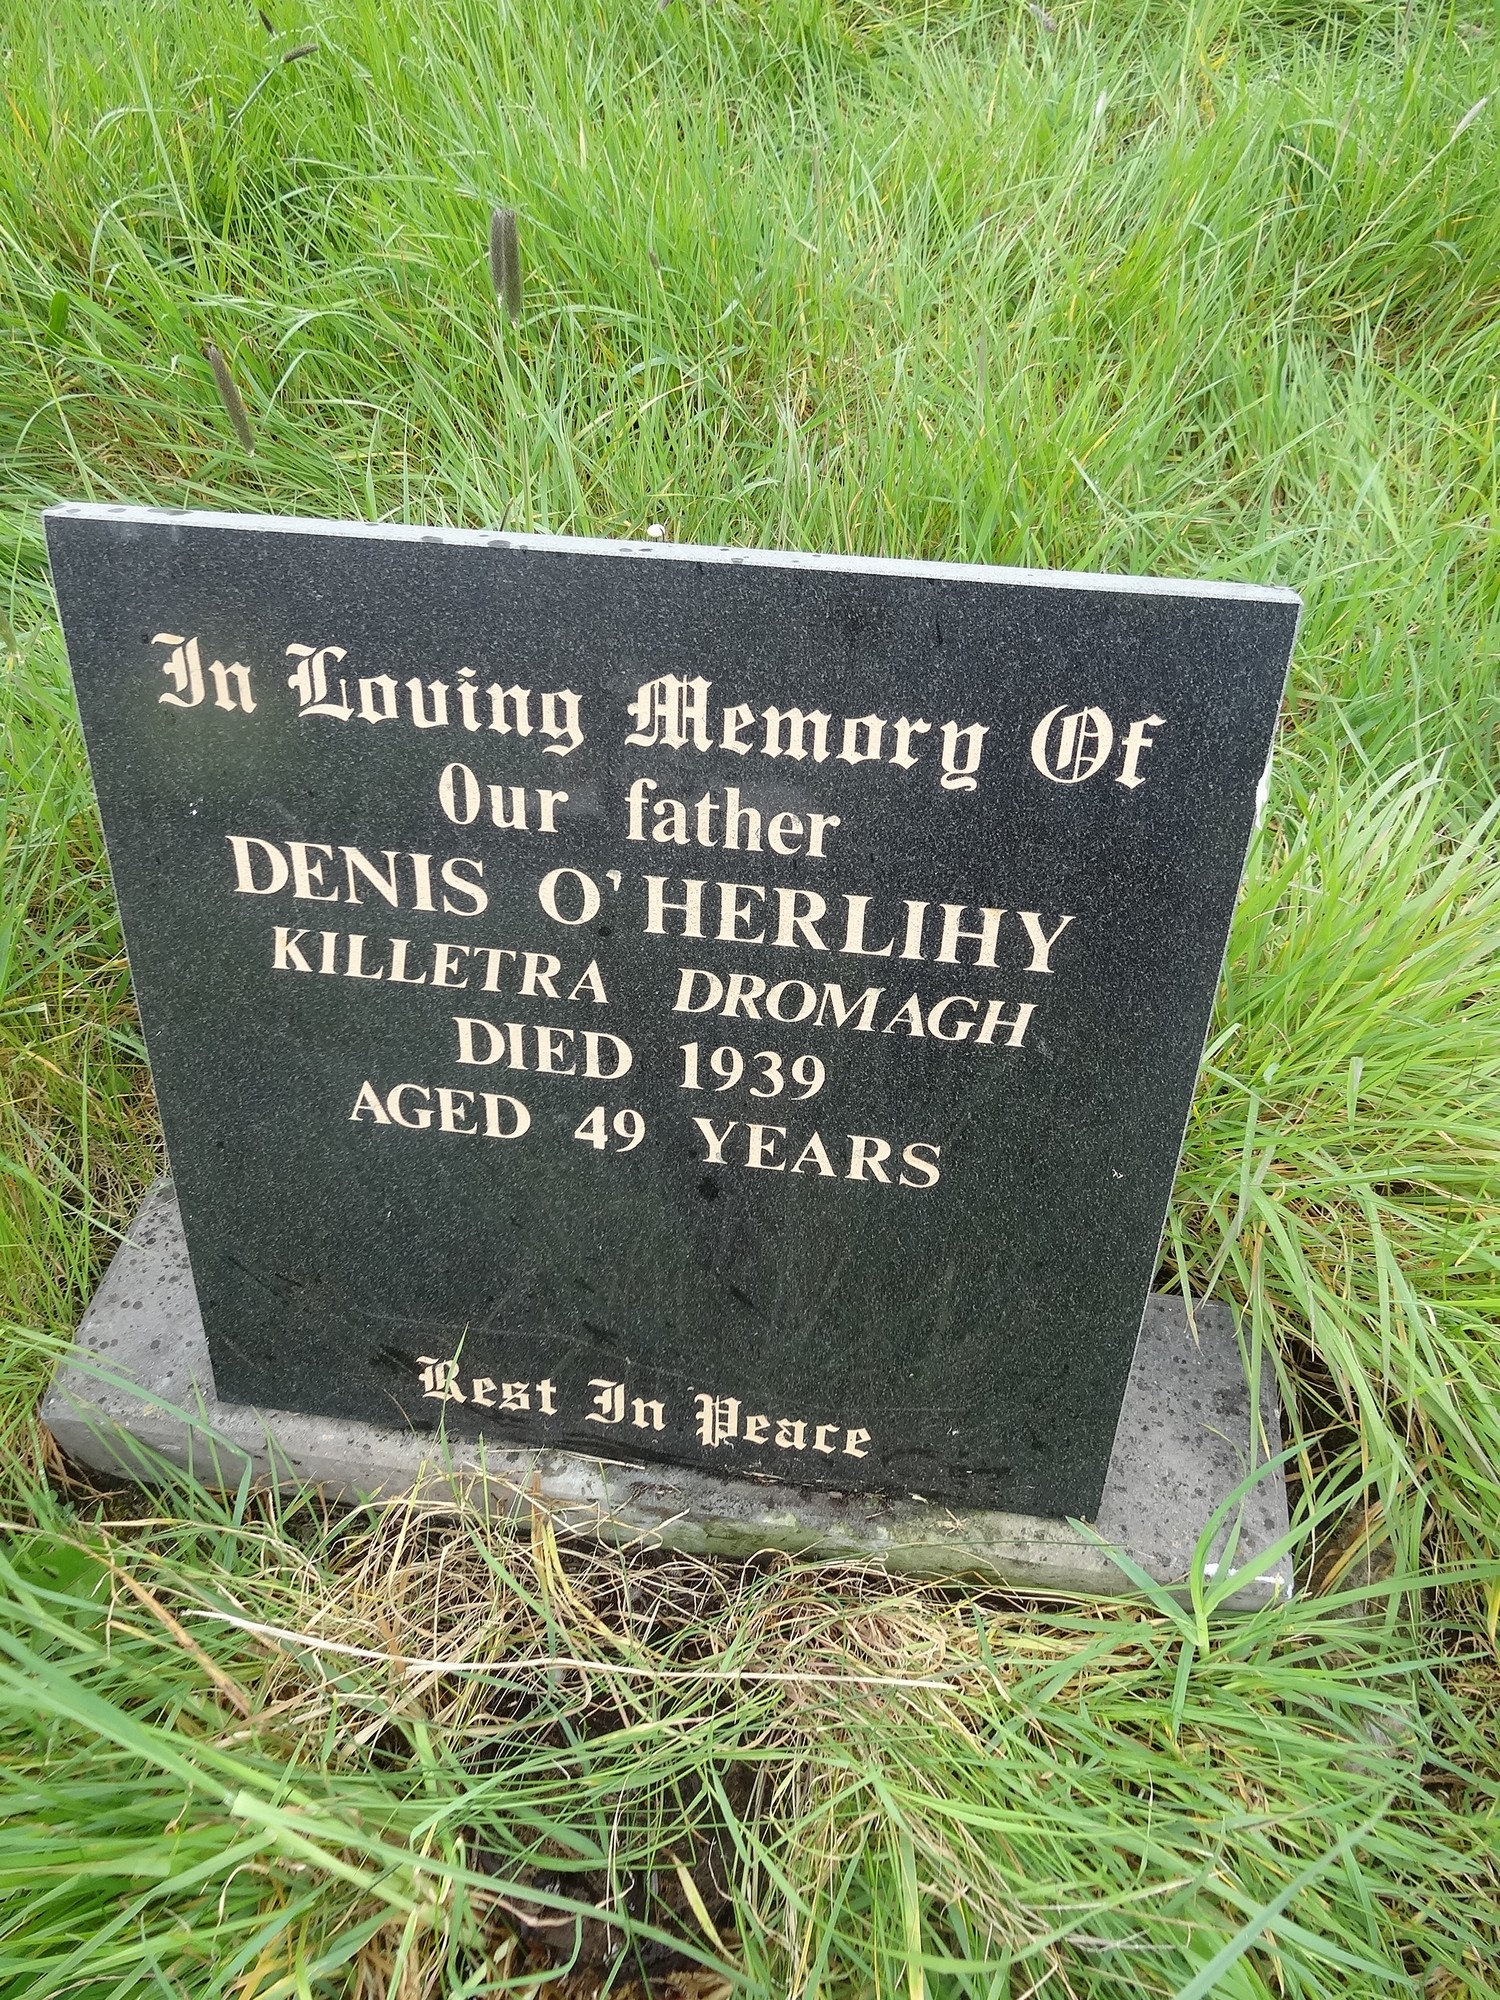 In Loving Memory Of
Our father
DENIS O'HERLIHY
KILLETRA DROMAGH
DIED 1939
AGED 49 YEARS
Rest In Peace